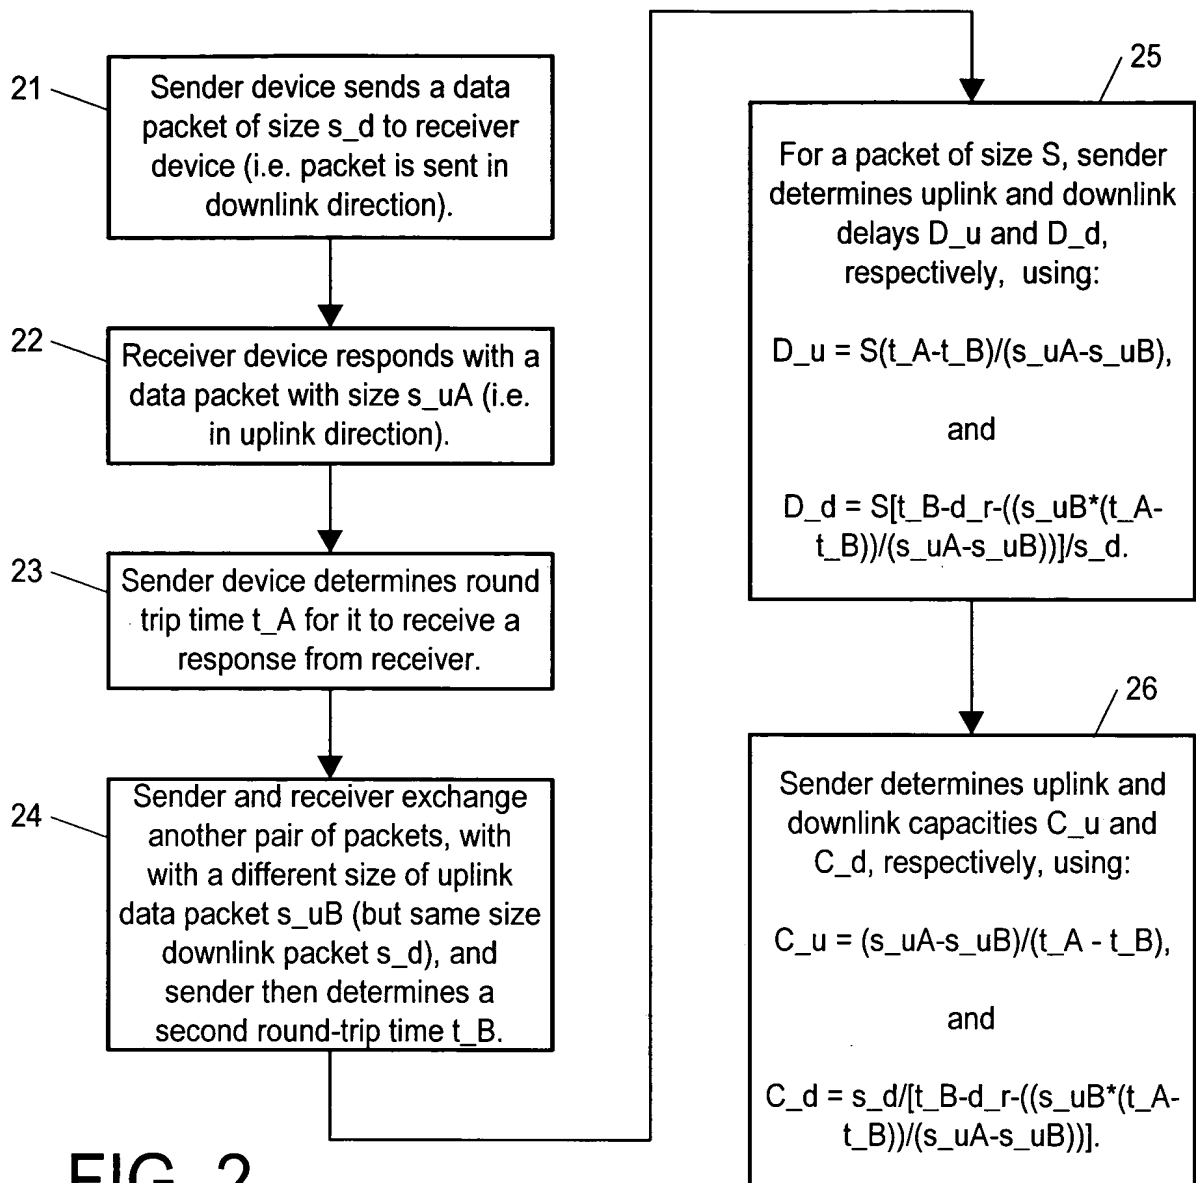 21
Sender device sends a data
packet of size s_d to receiver
device (i.e. packet is sent in
downlink direction).
22
Receiver device responds with a
data packet with size s_uA (i.e.
in uplink direction).
23
Sender device determines round
trip time t_A for it to receive a
response from receiver.
24
Sender and receiver exchange
another pair of packets, with
with a different size of uplink
data packet s_uB (but same size
downlink packet s_d), and
sender then determines a
second round-trip time t_B.
25
For a packet of size S, sender
determines uplink and downlink
delays D_u and D_d,
respectively, using:
D_u = S(t_A-t_B)/(s_uA-s_uB),
and
D_d = S[t_B-d_r-((s_uB*(t_A-
t_B))/(s_uA-s_uB))]/s_d.
26
Sender determines uplink and
downlink capacities C_u and
C_d, respectively, using:
C_u = (s_uA-s_uB)/(t_A - t_B),
and
C_d = s_d/[t_B-d_r-((s_uB*(t_A-
t_B))/(s_uA-s_uB))].
FIG. 2